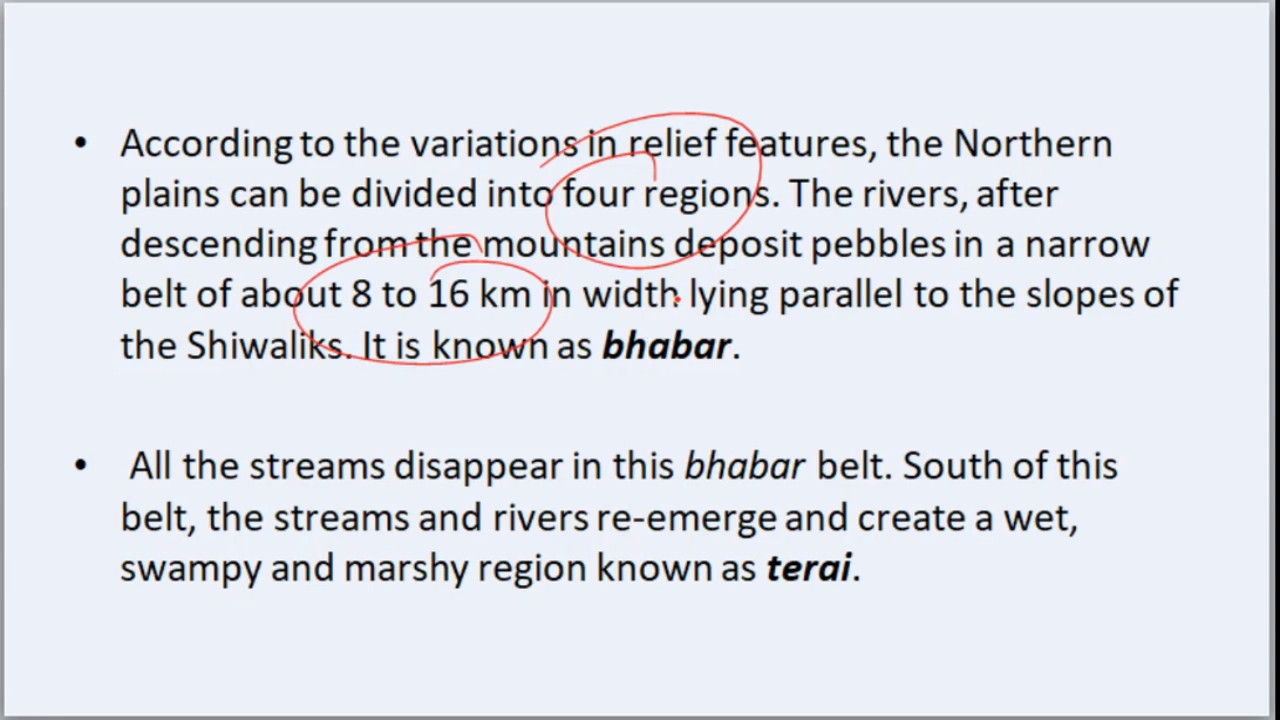 • According to the variations in relief features, the Northern
plains can be divided into four regions. The rivers, after
descending from the mountains deposit pebbles in a narrow
belt of about 8 to 16 km in width lying parallel to the slopes of
the Shiwaliks. It is known as bhabar.
• All the streams disappear in this bhabar belt. South of this
belt, the streams and rivers re-emerge and create a wet,
swampy and marshy region known as terai.